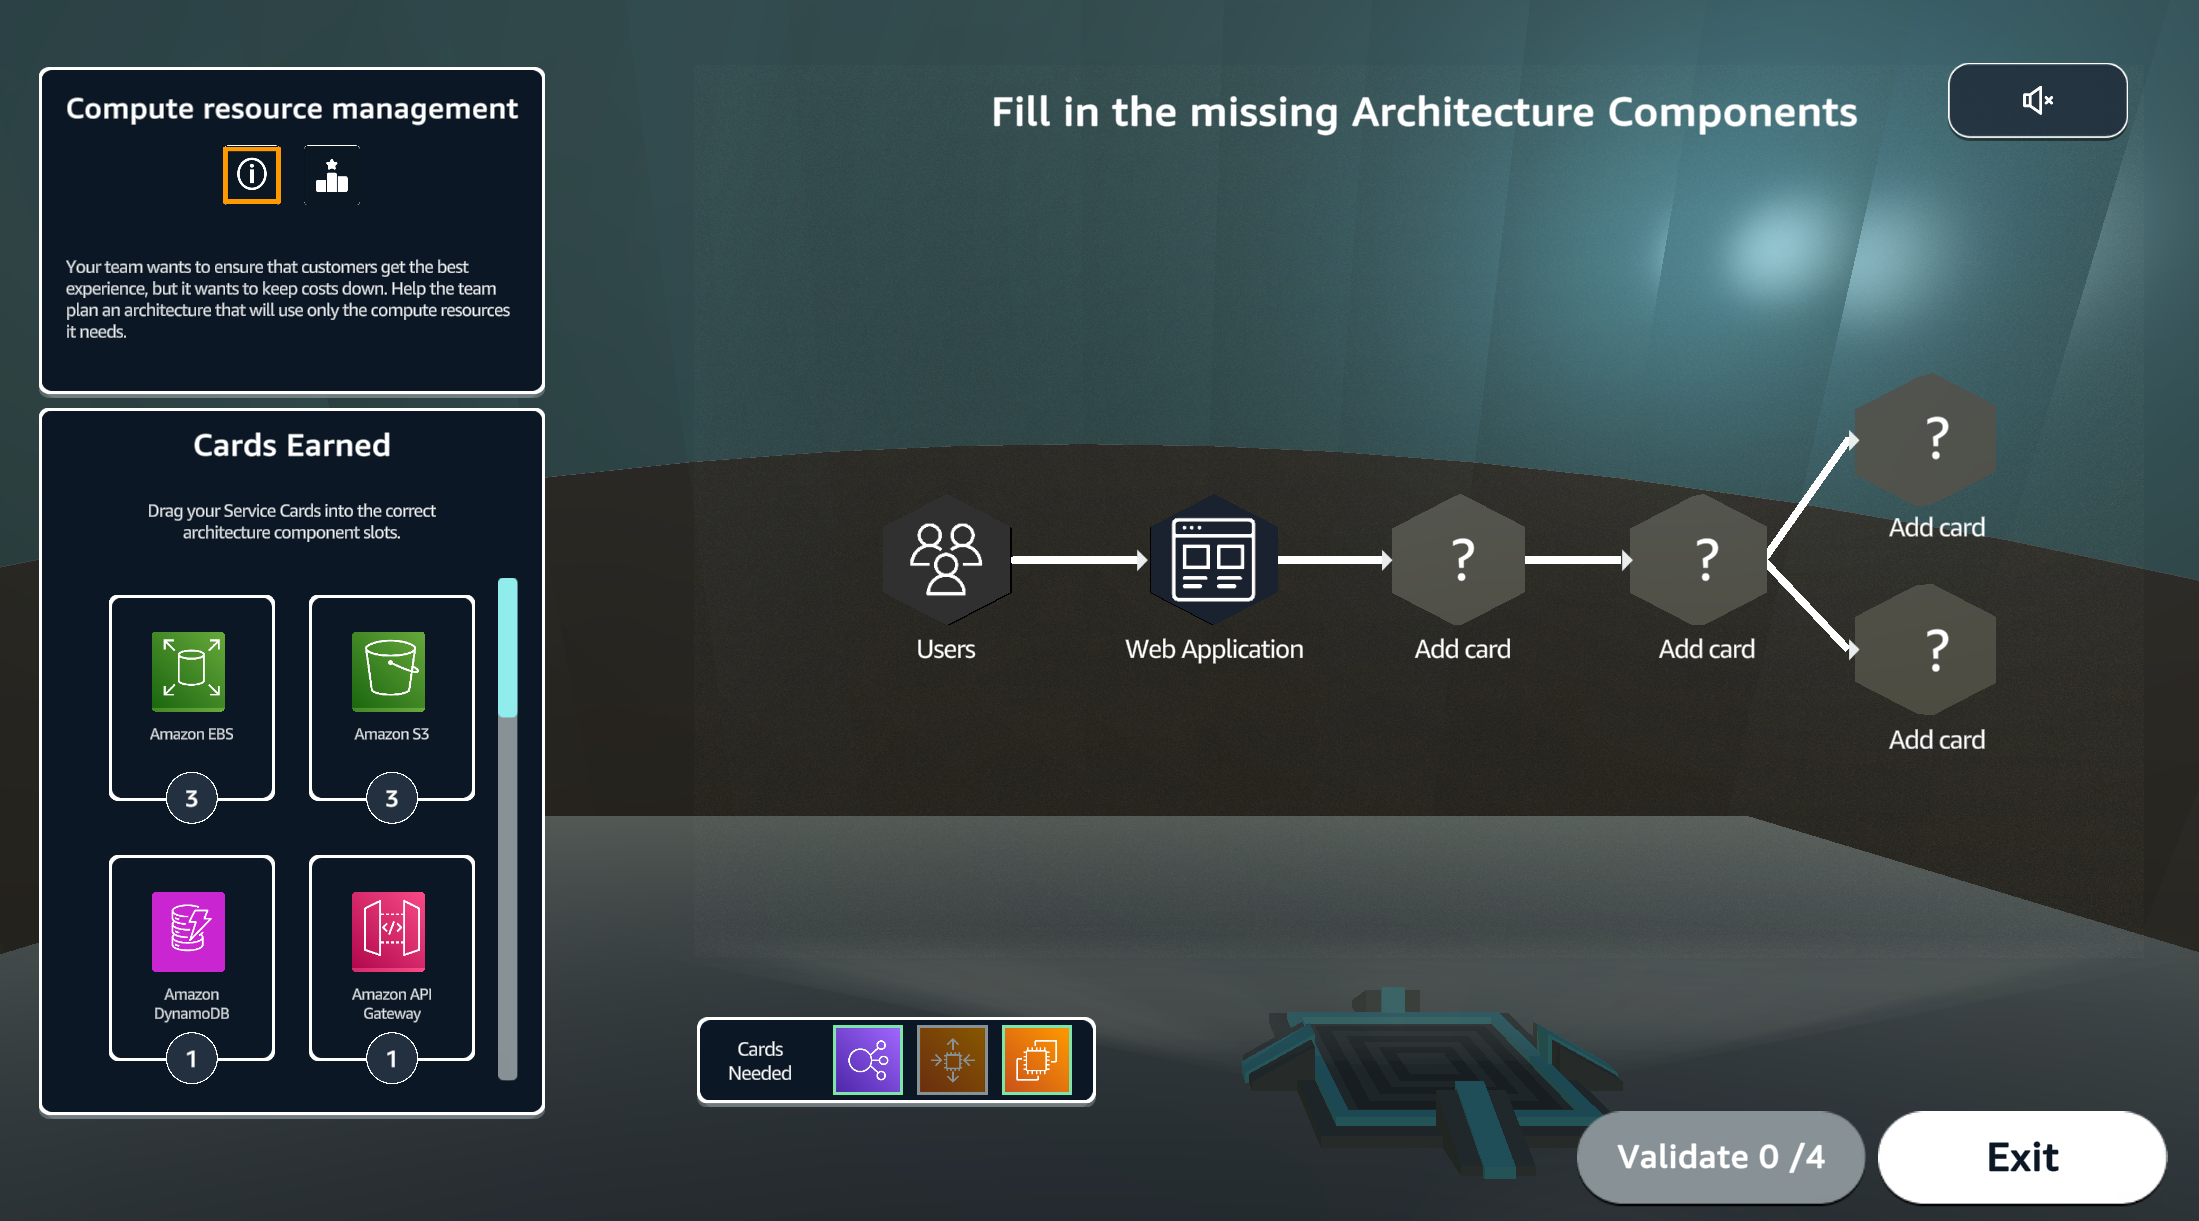 Compute resource management
Your team wants to ensure that customers get the best
experience, but it wants to keep costs down. Help the team
plan an architecture that will use only the compute resources
it needs.
Cards Earned
Drag your Service Cards into the correct
architecture component slots.
Amazon EBS
3
Amazon S3
3
Amazon
DynamoDB
1
Amazon API
Gateway
1
Fill in the missing Architecture Components
Users
Web Application
?
Add card
?
Add card
?
Add card
?
Add card
Cards
Needed
Validate 0 /4
Exit